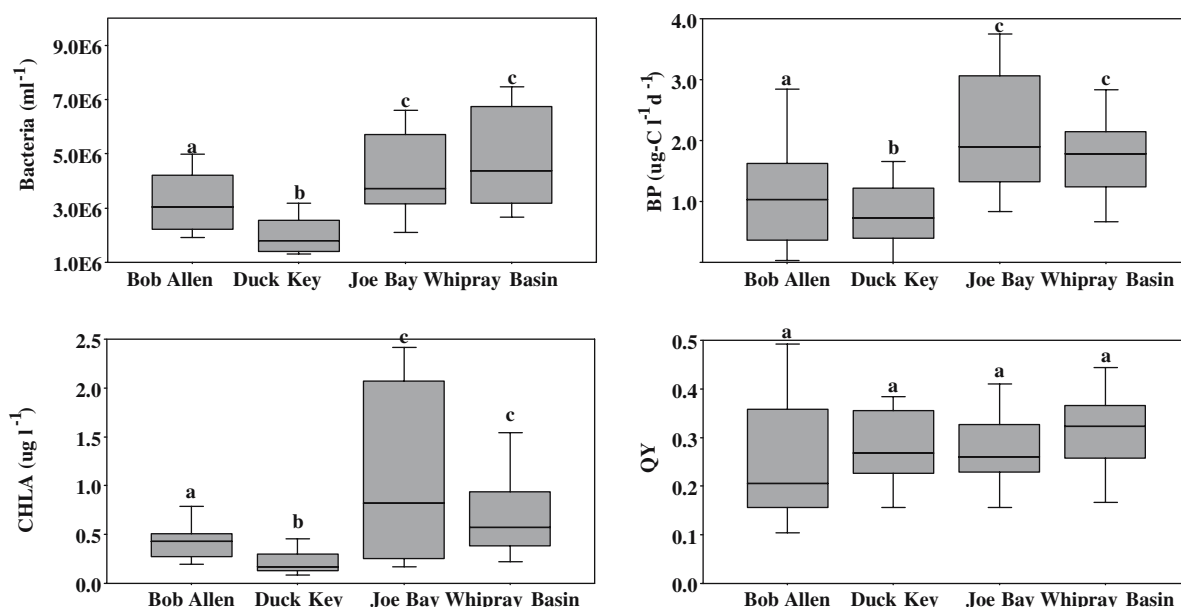 Bacteria (ml-1)
9.0E6
7.0E6
5.0E6
3.0E6
1.0E6
a
b
c
c
Bob Allen Duck Key Joe Bay Whipray Basin
BP (ug-C l-1d-1)
4.0
3.0
2.0
1.0
a
b
c
c
Bob Allen Duck Key Joe Bay Whipray Basin
CHLA (ug l-1)
2.5
2.0
1.5
1.0
0.5
0.0
a
b
c
c
Bob Allen Duck Key Joe Bay Whipray Basin
QY
0.5
0.4
0.3
0.2
0.1
0.0
a
a
a
a
Bob Allen Duck Key Joe Bay Whipray Basin